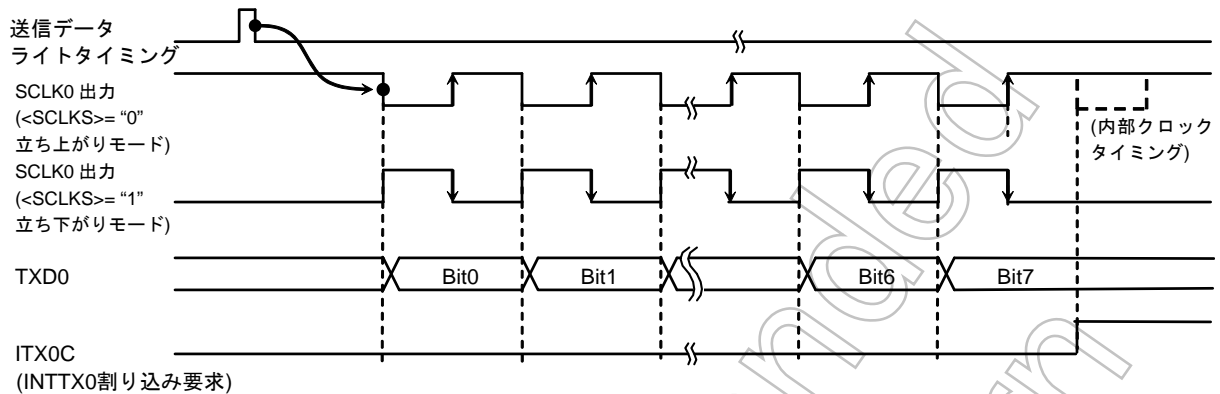 送信データ
ライトタイミング
SCLK0 出力
(<SCLKS>= “0”
立ち上がりモード)
(内部クロック
タイミング)
SCLK0 出力
(<SCLKS>= “1”
立ち下がりモード)
TXD0
Bit0
Bit1
Bit6
Bit7
ITX0C
(INTTX0割り込み要求)